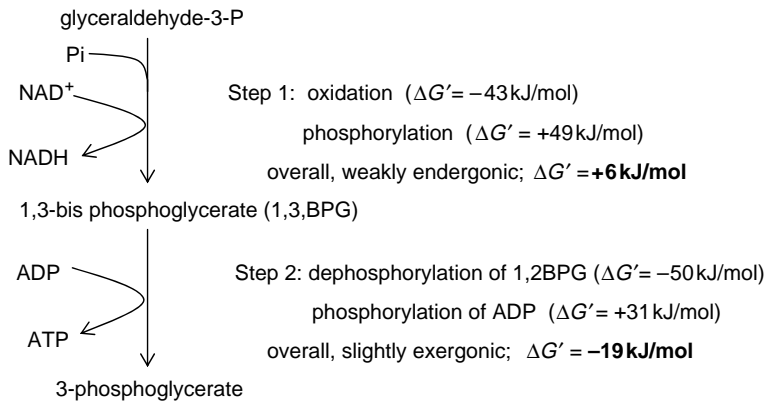 glyceraldehyde-3-P
Pi
NAD⁺
Step 1: oxidation (ΔG′= −43 kJ/mol)
phosphorylation (ΔG′ = +49 kJ/mol)
NADH
overall, weakly endergonic; ΔG′ = +6 kJ/mol
1,3-bis phosphoglycerate (1,3,BPG)
ADP
Step 2: dephosphorylation of 1,2BPG (ΔG′= −50 kJ/mol)
phosphorylation of ADP (ΔG′= +31 kJ/mol)
ATP
overall, slightly exergonic; ΔG′ = −19 kJ/mol
3-phosphoglycerate